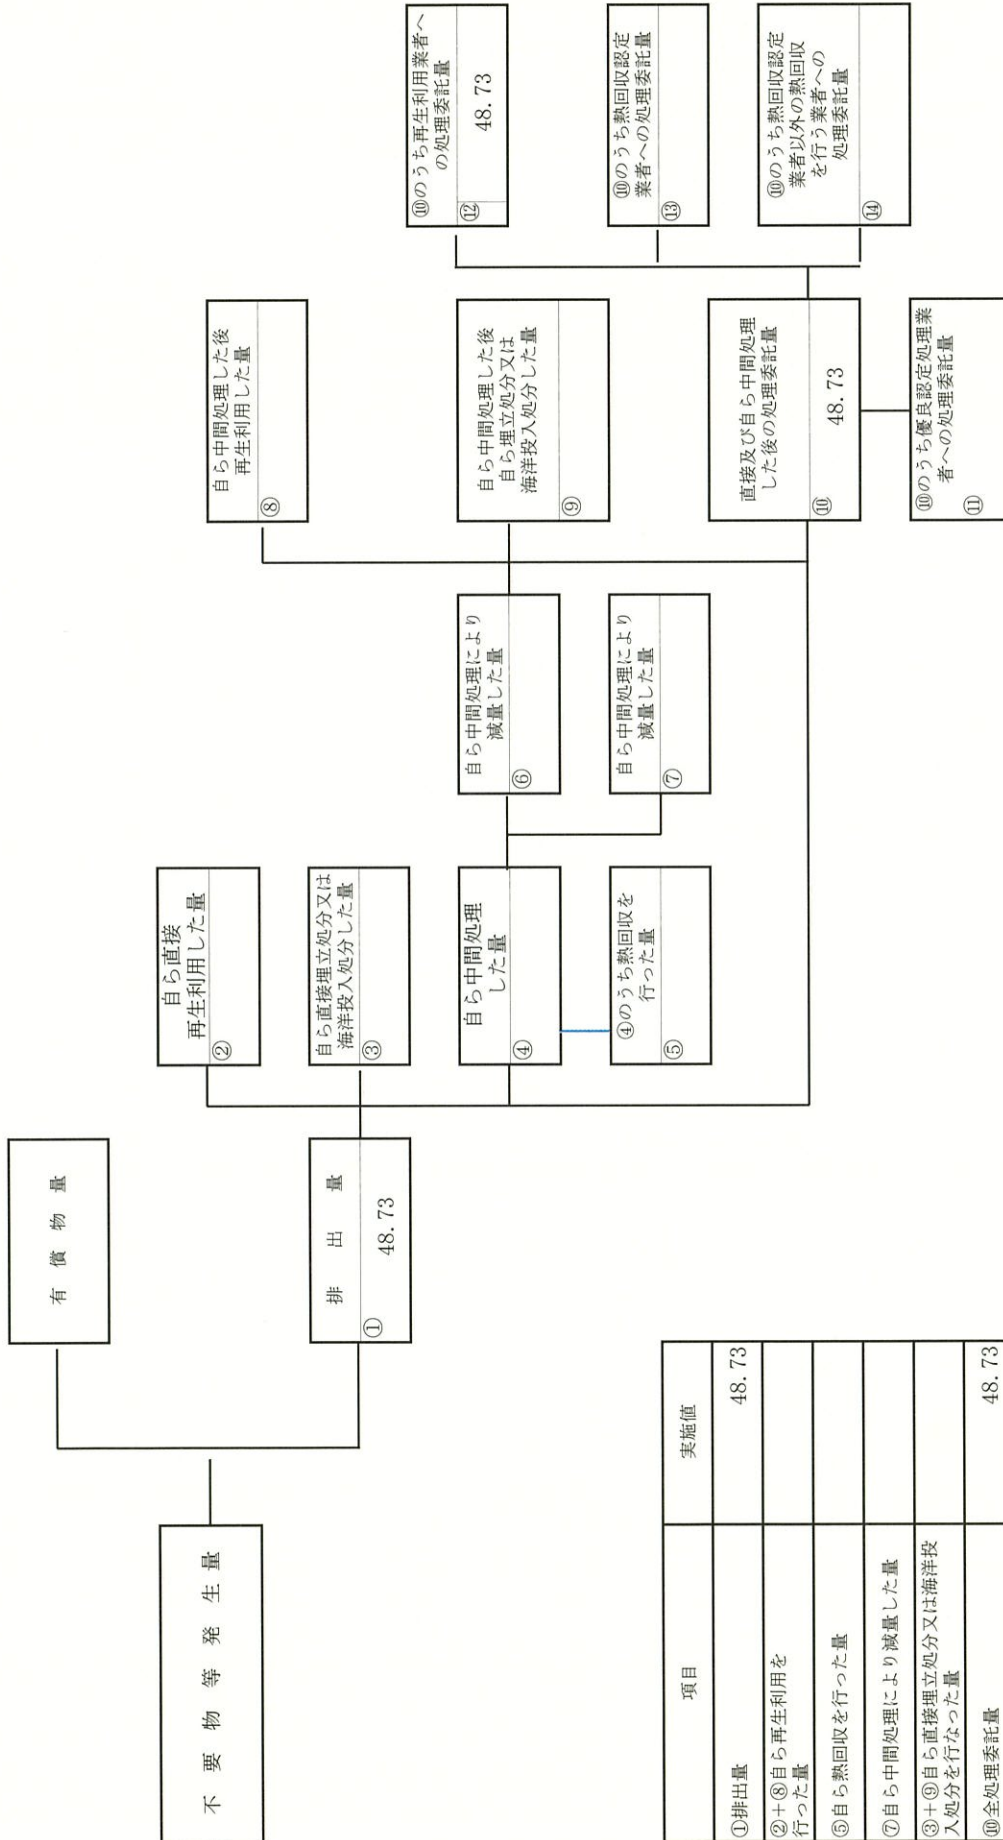 不要物等発生量
有償物量
排出量
①
48.73
自ら直接
再生利用した量
②
自ら直接埋立処分又は
海洋投入処分した量
③
自ら中間処理
した量
④
④のうち熱回収を
行った量
⑤
自ら中間処理により
減量した量
⑥
自ら中間処理により
減量した量
⑦
自ら中間処理した後
再生利用した量
⑧
自ら中間処理した後
自ら埋立処分又は
海洋投入処分した量
⑨
直接及び自ら中間処理
した後の処理委託量
⑩
48.73
⑩のうち優良認定処理業
者への処理委託量
⑪
⑩のうち再生利用業者へ
の処理委託量
⑫
48.73
⑩のうち熱回収認定
業者への処理委託量
⑬
⑩のうち熱回収認定
業者以外の熱回収
を行う業者への
処理委託量
⑭
項目 実施値
①排出量 48.73
②+⑧自ら再生利用を
行った量
⑤自ら熱回収を行った量
⑦自ら中間処理により減量した量
③+⑨自ら直接埋立処分又は海洋投
入処分を行なった量
⑩全処理委託量 48.73